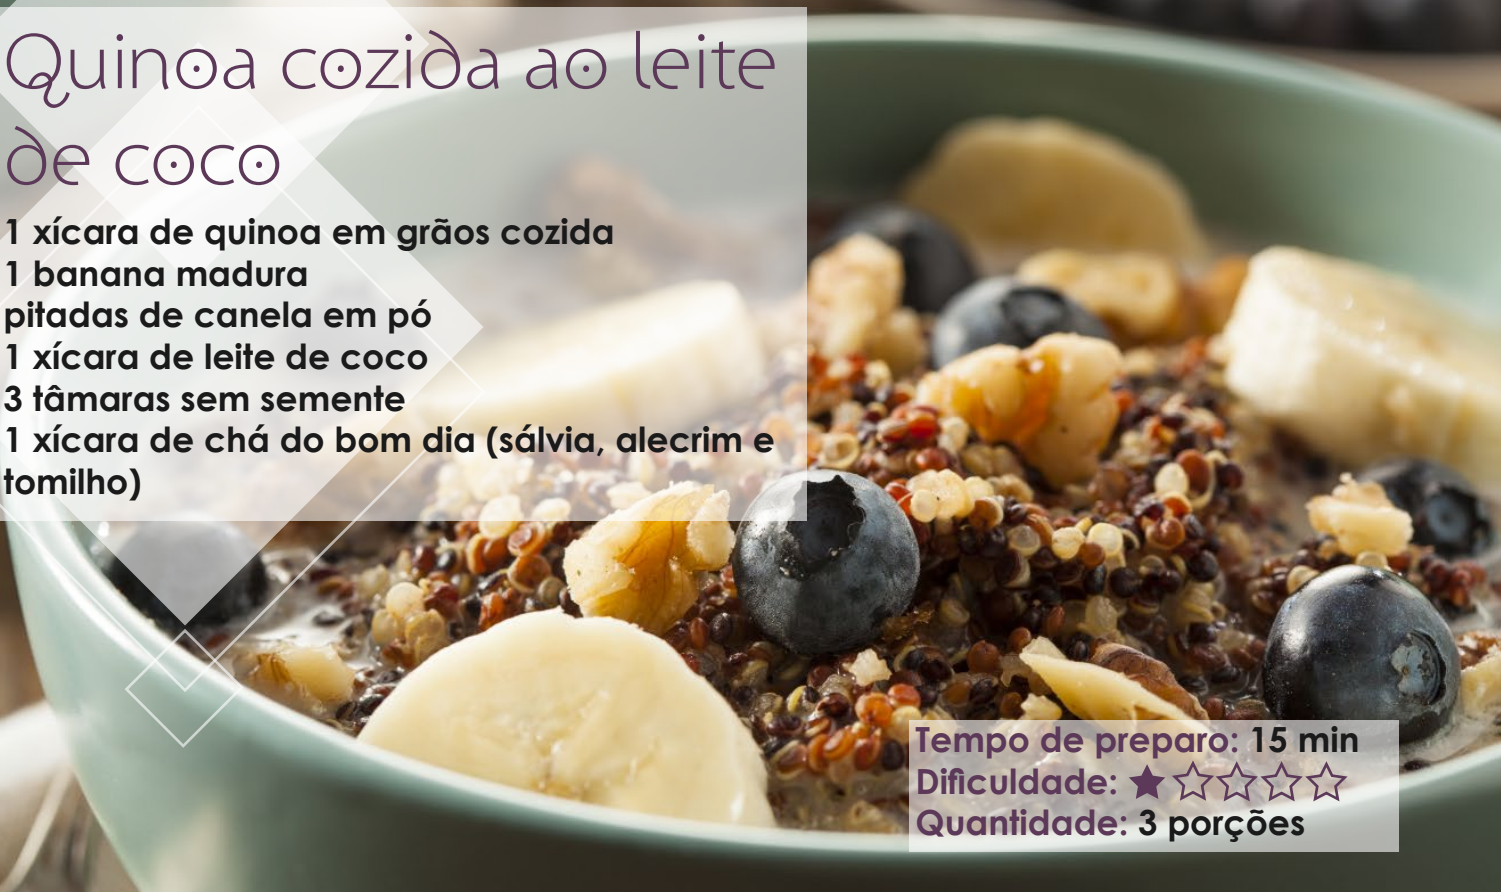 Quinoa cozida ao leite
de coco
1 xícara de quinoa em grãos cozida
1 banana madura
pitadas de canela em pó
1 xícara de leite de coco
3 tâmaras sem semente
1 xícara de chá do bom dia (sálvia, alecrim e
tomilho)
Tempo de preparo: 15 min
Dificuldade: ★☆☆☆☆
Quantidade: 3 porções